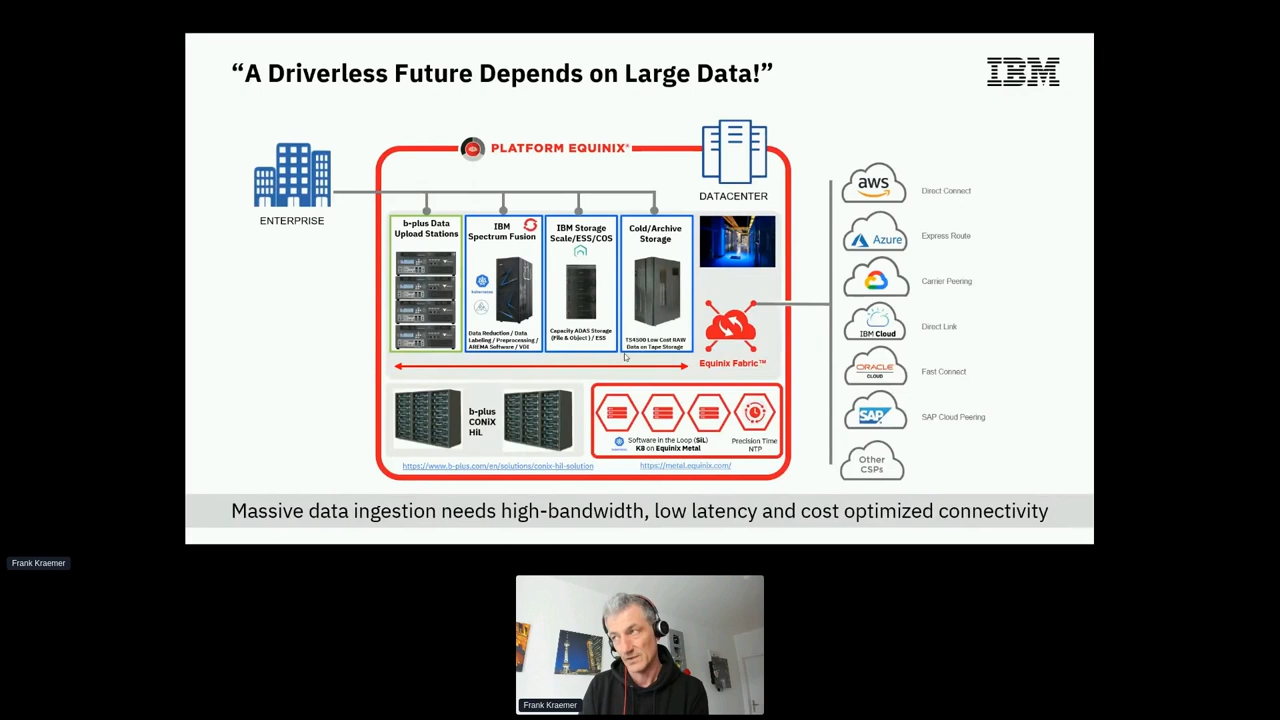 “A Driverless Future Depends on Large Data!”
IBM
PLATFORM EQUINIX®
ENTERPRISE
DATACENTER
b-plus Data
Upload Stations
IBM
Spectrum Fusion
kubernetes
Data Reduction / Data
Labeling / Preprocessing /
AREMA Software / VDI
IBM Storage
Scale/ESS/COS
Capacity ADAS Storage
(File & Object ) / ESS
Cold/Archive
Storage
TS4500 Low Cost RAW
Data on Tape Storage
Equinix Fabric™
b-plus
CONiX
HiL
Software in the Loop (SiL)
K8 on Equinix Metal
Precision Time
NTP
https://www.b-plus.com/en/solutions/conix-hil-solution
https://metal.equinix.com/
aws
Direct Connect
Azure
Express Route
Carrier Peering
IBM Cloud
Direct Link
ORACLE
CLOUD
Fast Connect
SAP
SAP Cloud Peering
Other
CSPs
Massive data ingestion needs high-bandwidth, low latency and cost optimized connectivity
Frank Kraemer
Frank Kraemer